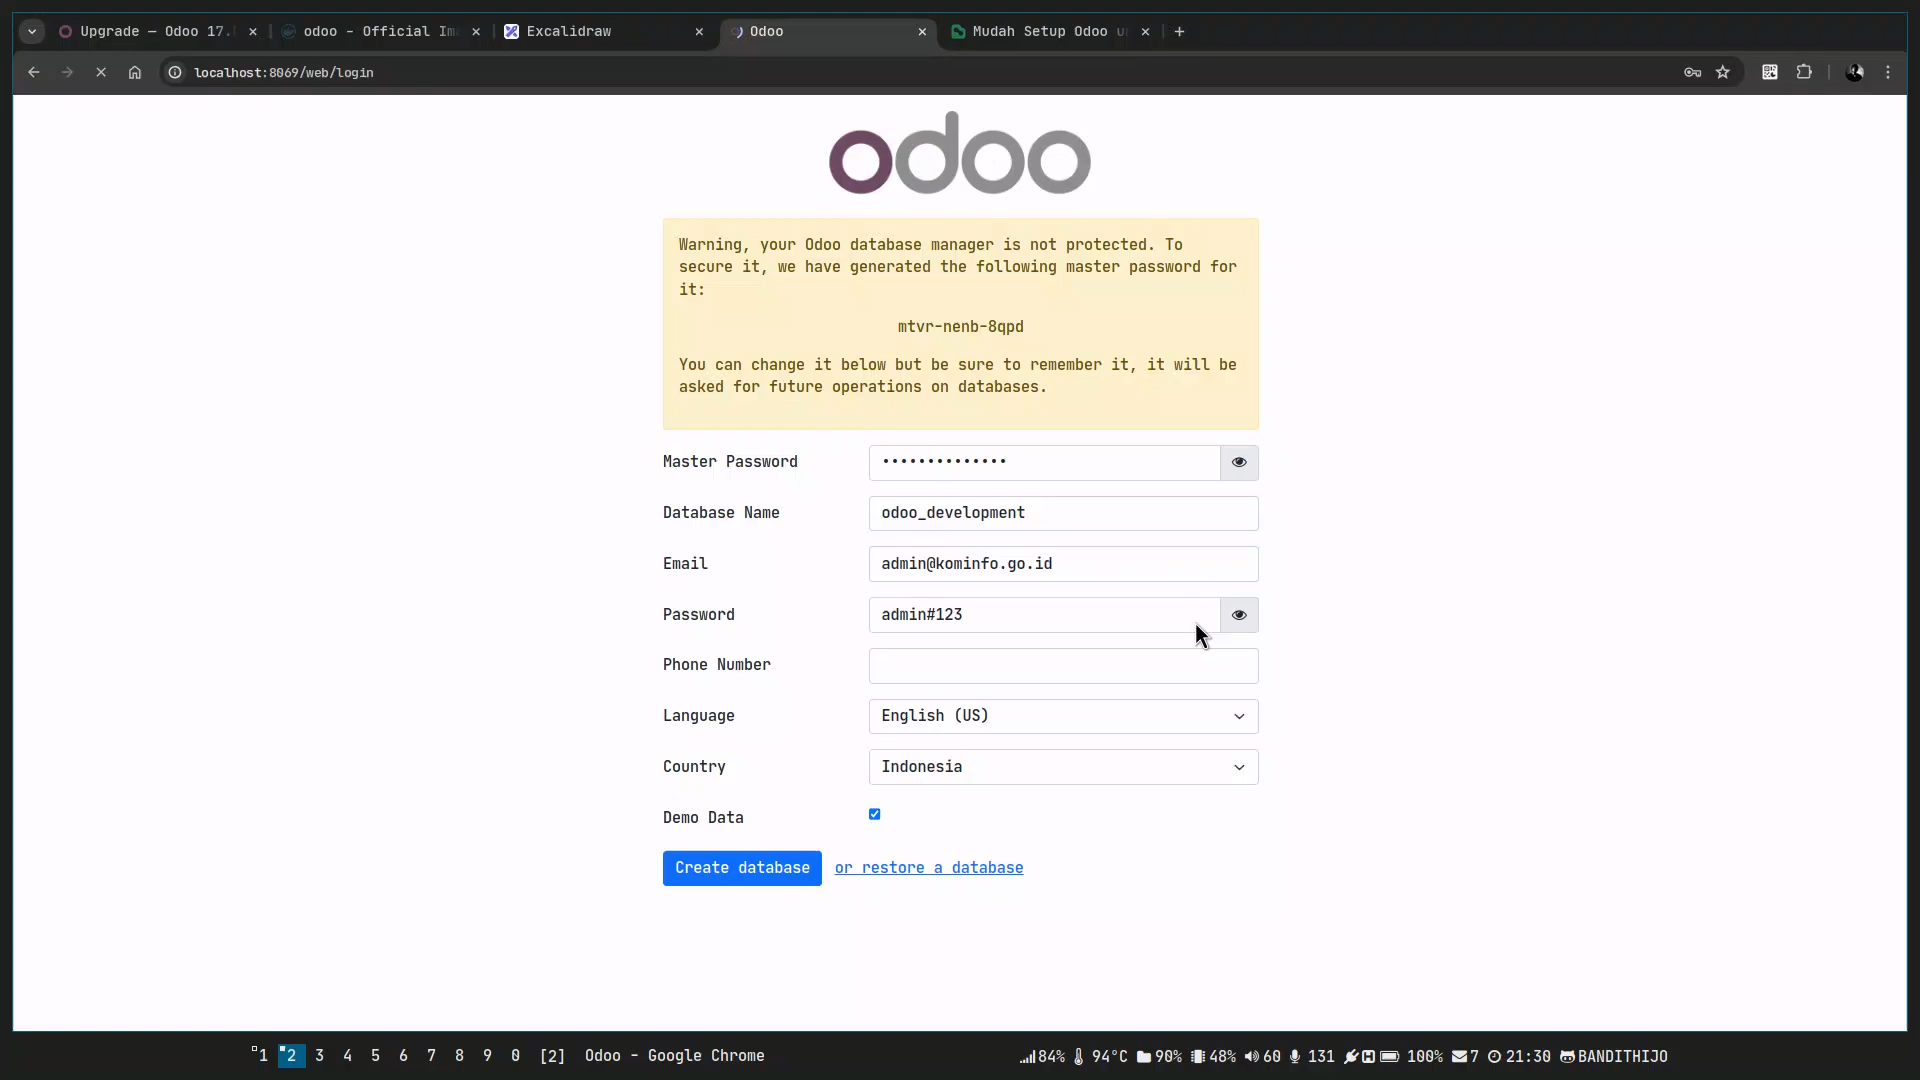 Upgrade — Odoo 17.
odoo - Official Im
Excalidraw
Odoo
Mudah Setup Odoo u
localhost:8069/web/login
odoo
Warning, your Odoo database manager is not protected. To
secure it, we have generated the following master password for
it:
mtvr-nenb-8qpd
You can change it below but be sure to remember it, it will be
asked for future operations on databases.
Master Password ••••••••••••••
Database Name odoo_development
Email admin@kominfo.go.id
Password admin#123
Phone Number
Language English (US)
Country Indonesia
Demo Data
Create database or restore a database
1 2 3 4 5 6 7 8 9 0 [2] Odoo - Google Chrome 84% 94°C 90% 48% 60 131 H 100% 7 21:30 BANDITHIJO